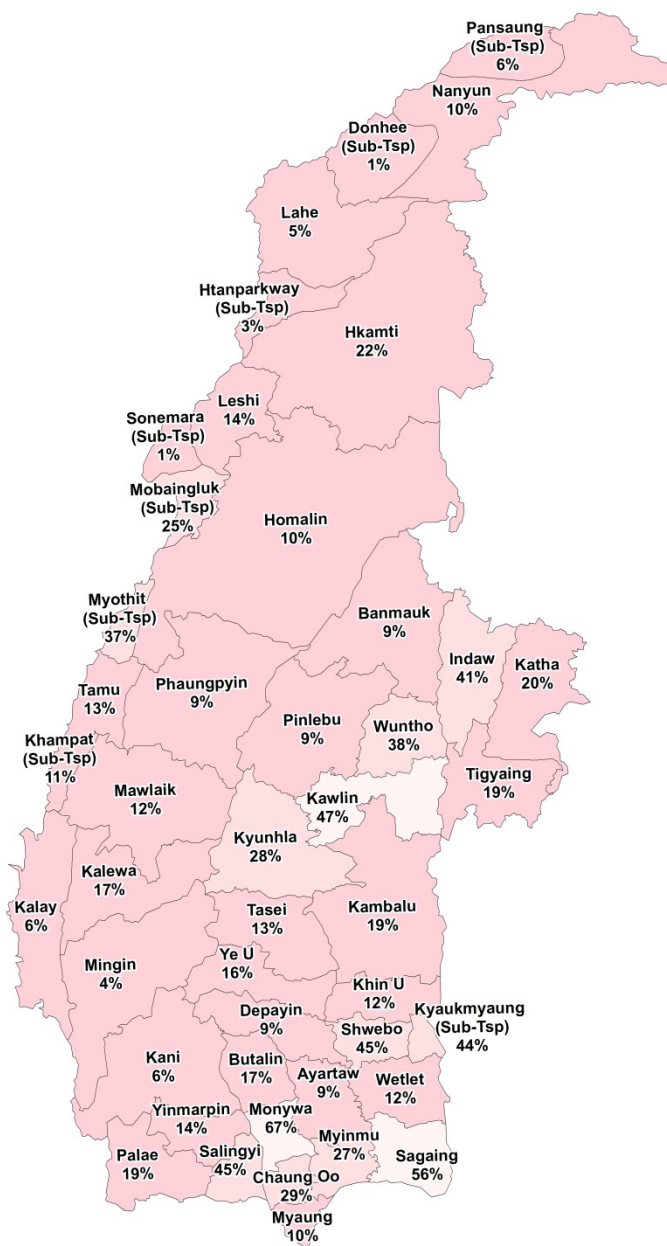 Pansaung
(Sub-Tsp)
6%
Nanyun
10%
Donhee
(Sub-Tsp)
1%
Lahe
5%
Htanparkway
(Sub-Tsp)
3%
Hkamti
22%
Leshi
14%
Sonemara
(Sub-Tsp)
1%
Mobaingluk
(Sub-Tsp)
25%
Homalin
10%
Myothit
(Sub-Tsp)
37%
Banmauk
9%
Indaw
41%
Katha
20%
Tamu
13%
Phaungpyin
9%
Pinlebu
9%
Wuntho
38%
Khampat
(Sub-Tsp)
11%
Mawlaik
12%
Kawlin
47%
Tigyaing
19%
Kyunhla
28%
Kalewa
17%
Kalay
6%
Tasei
13%
Kambalu
19%
Mingin
4%
Ye U
16%
Khin U
12%
Kyaukmyaung
(Sub-Tsp)
44%
Depayin
9%
Shwebo
45%
Kani
6%
Butalin
17%
Ayartaw
9%
Wetlet
12%
Yinmarpin
14%
Monywa
67%
Myinmu
27%
Sagaing
56%
Palae
19%
Salingyi
45%
Chaung Oo
29%
Myaung
10%